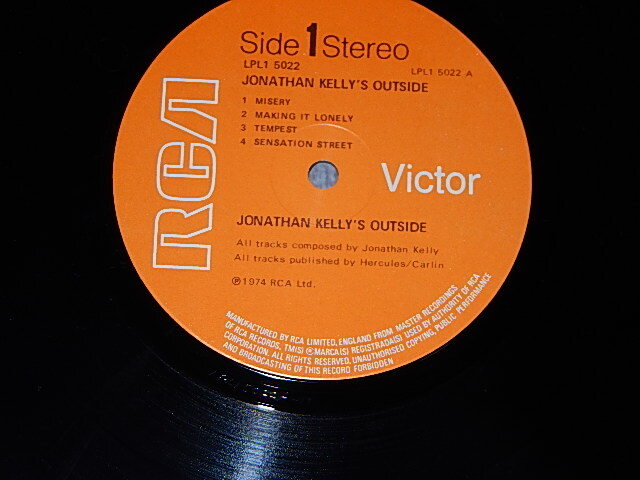 Side 1 Stereo
LPL1 5022
LPL1 5022 A
JONATHAN KELLY'S OUTSIDE
1 MISERY
2 MAKING IT LONELY
3 TEMPEST
4 SENSATION STREET
RCA
Victor
JONATHAN KELLY'S OUTSIDE
All tracks composed by Jonathan Kelly
All tracks published by Hercules/Carlin
℗ 1974 RCA Ltd.
MANUFACTURED BY RCA LIMITED, ENGLAND FROM MASTER RECORDINGS
OF RCA RECORDS. TM(S) ® MARCA(S) REGISTRADA(S) USED BY AUTHORITY OF RCA
CORPORATION. ALL RIGHTS RESERVED, UNAUTHORISED COPYING, PUBLIC PERFORMANCE
AND BROADCASTING OF THIS RECORD FORBIDDEN